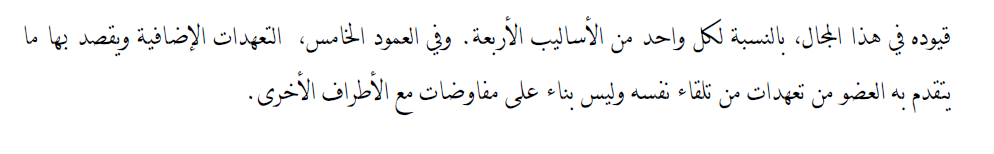 قيوده في هذا المجال، بالنسبة لكل واحد من الأساليب الأربعة. وفي العمود الخامس، التعهدات الإضافية ويقصد بها ما
يتقدم به العضو من تعهدات من تلقاء نفسه وليس بناء على مفاوضات مع الأطراف الأخرى.